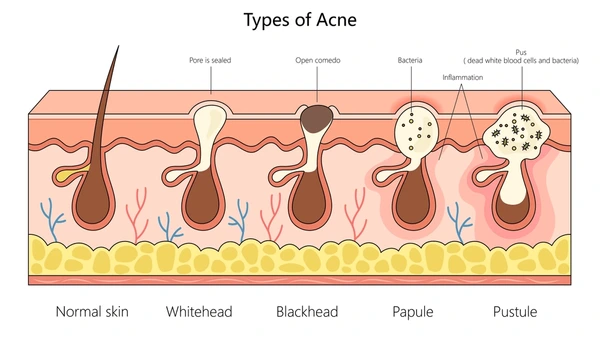 Types of Acne
Pore is sealed
Open comedo
Bacteria
Pus
( dead white blood cells and bacteria)
Inflammation
Normal skin
Whitehead
Blackhead
Papule
Pustule